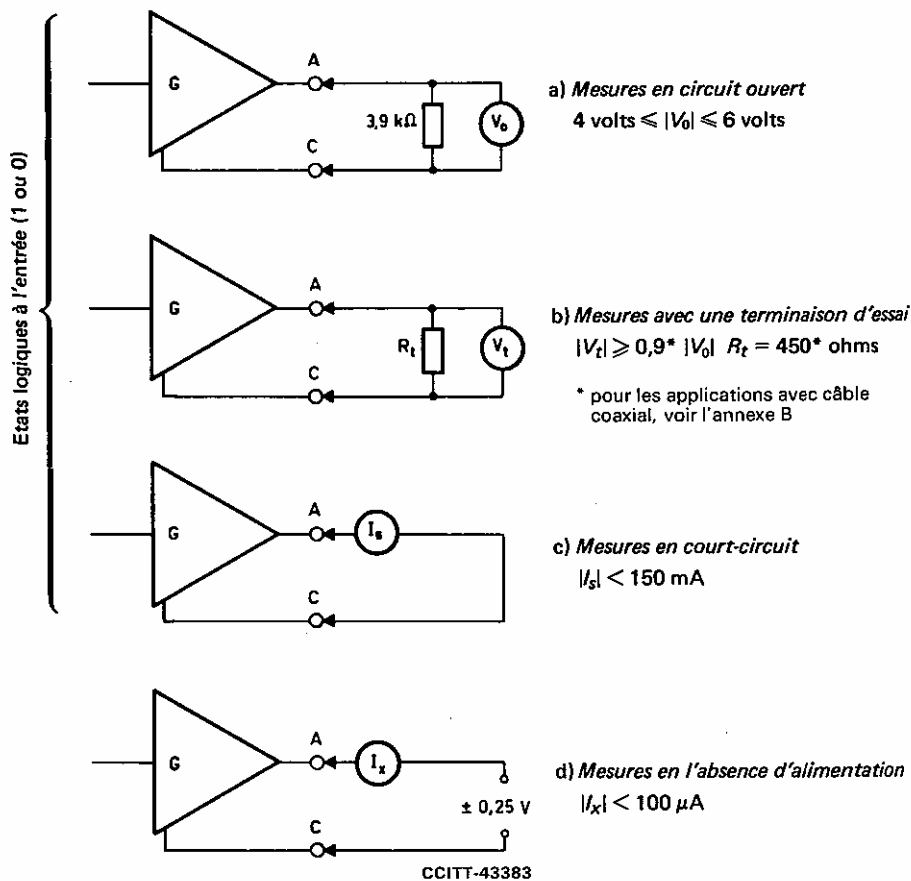 Etats logiques à l'entrée (1 ou 0)
G
A
C
3,9 kΩ
V₀
a) Mesures en circuit ouvert
4 volts ⩽ |V₀| ⩽ 6 volts
G
A
C
Rₜ
Vₜ
b) Mesures avec une terminaison d'essai
|Vₜ| ⩾ 0,9* |V₀| Rₜ = 450* ohms
* pour les applications avec câble
coaxial, voir l'annexe B
G
A
C
Iₛ
c) Mesures en court-circuit
|Iₛ| < 150 mA
G
A
C
Iₓ
± 0,25 V
d) Mesures en l'absence d'alimentation
|Iₓ| < 100 μA
CCITT-43383